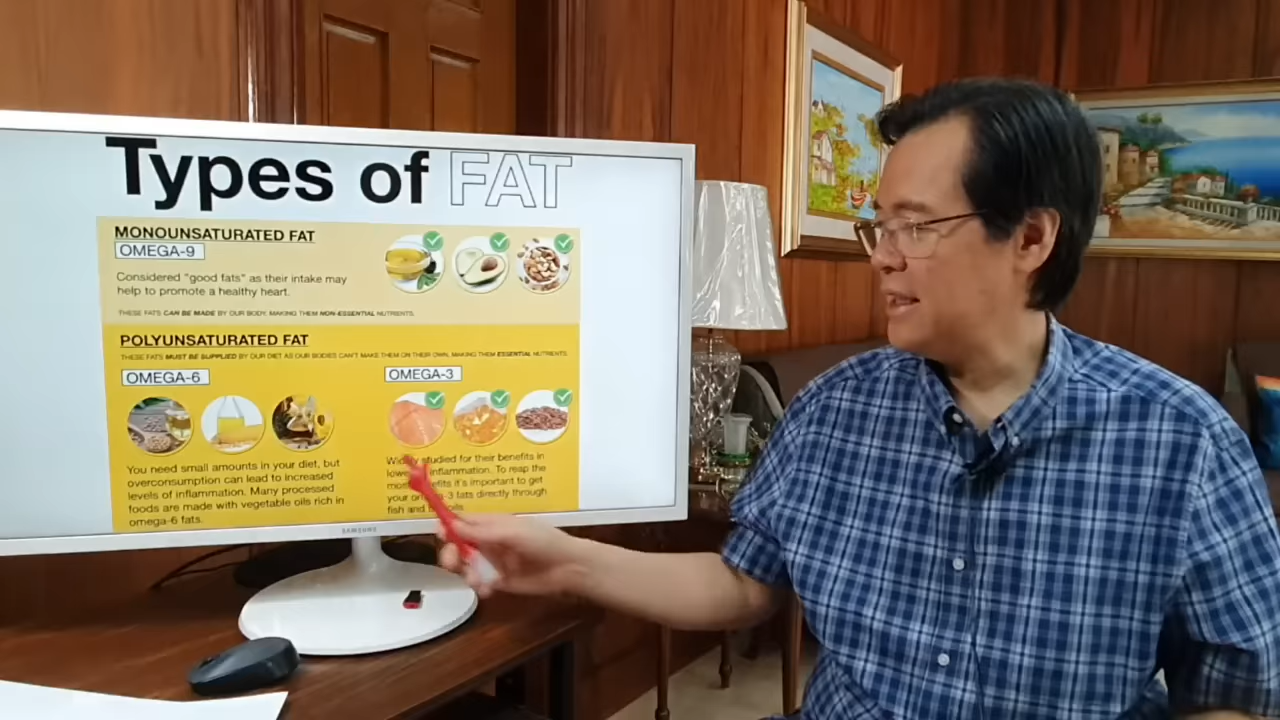 Types of FAT
MONOUNSATURATED FAT
OMEGA-9
Considered "good fats" as their intake may
help to promote a healthy heart.
THESE FATS CAN BE MADE BY OUR BODY, MAKING THEM NON-ESSENTIAL NUTRIENTS.
POLYUNSATURATED FAT
THESE FATS MUST BE SUPPLIED BY OUR DIET AS OUR BODIES CAN'T MAKE THEM ON THEIR OWN, MAKING THEM ESSENTIAL NUTRIENTS.
OMEGA-6
You need small amounts in your diet, but
overconsumption can lead to increased
levels of inflammation. Many processed
foods are made with vegetable oils rich in
omega-6 fats.
OMEGA-3
studied for their benefits in
inflammation. To reap the
it's important to get
your fats directly through
fish and
SAMSUNG